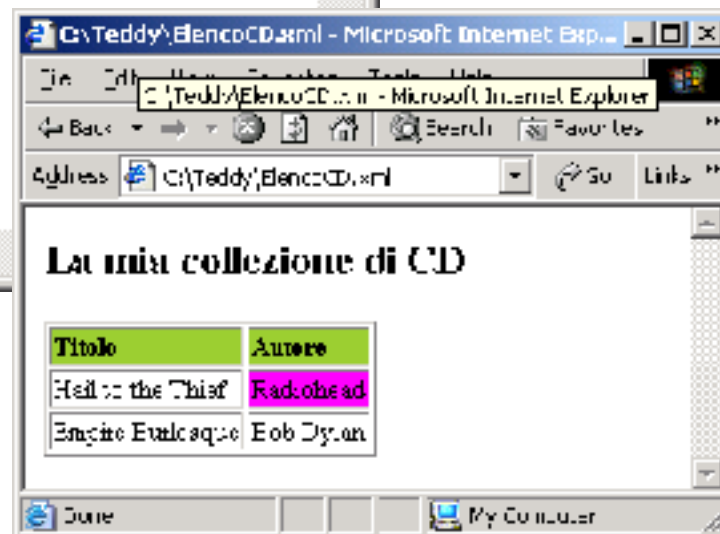 C:\Teddy\ElencoCD.xml - Microsoft Internet Exp...
C:\Teddy\ElencoCD.xml - Microsoft Internet Explorer
Back Search Favorites
Address C:\Teddy\ElencoCD.xml Go Links
La mia collezione di CD
Titolo Autore
Hail to the Thief Radiohead
Empire Burlesque Bob Dylan
Done My Computer